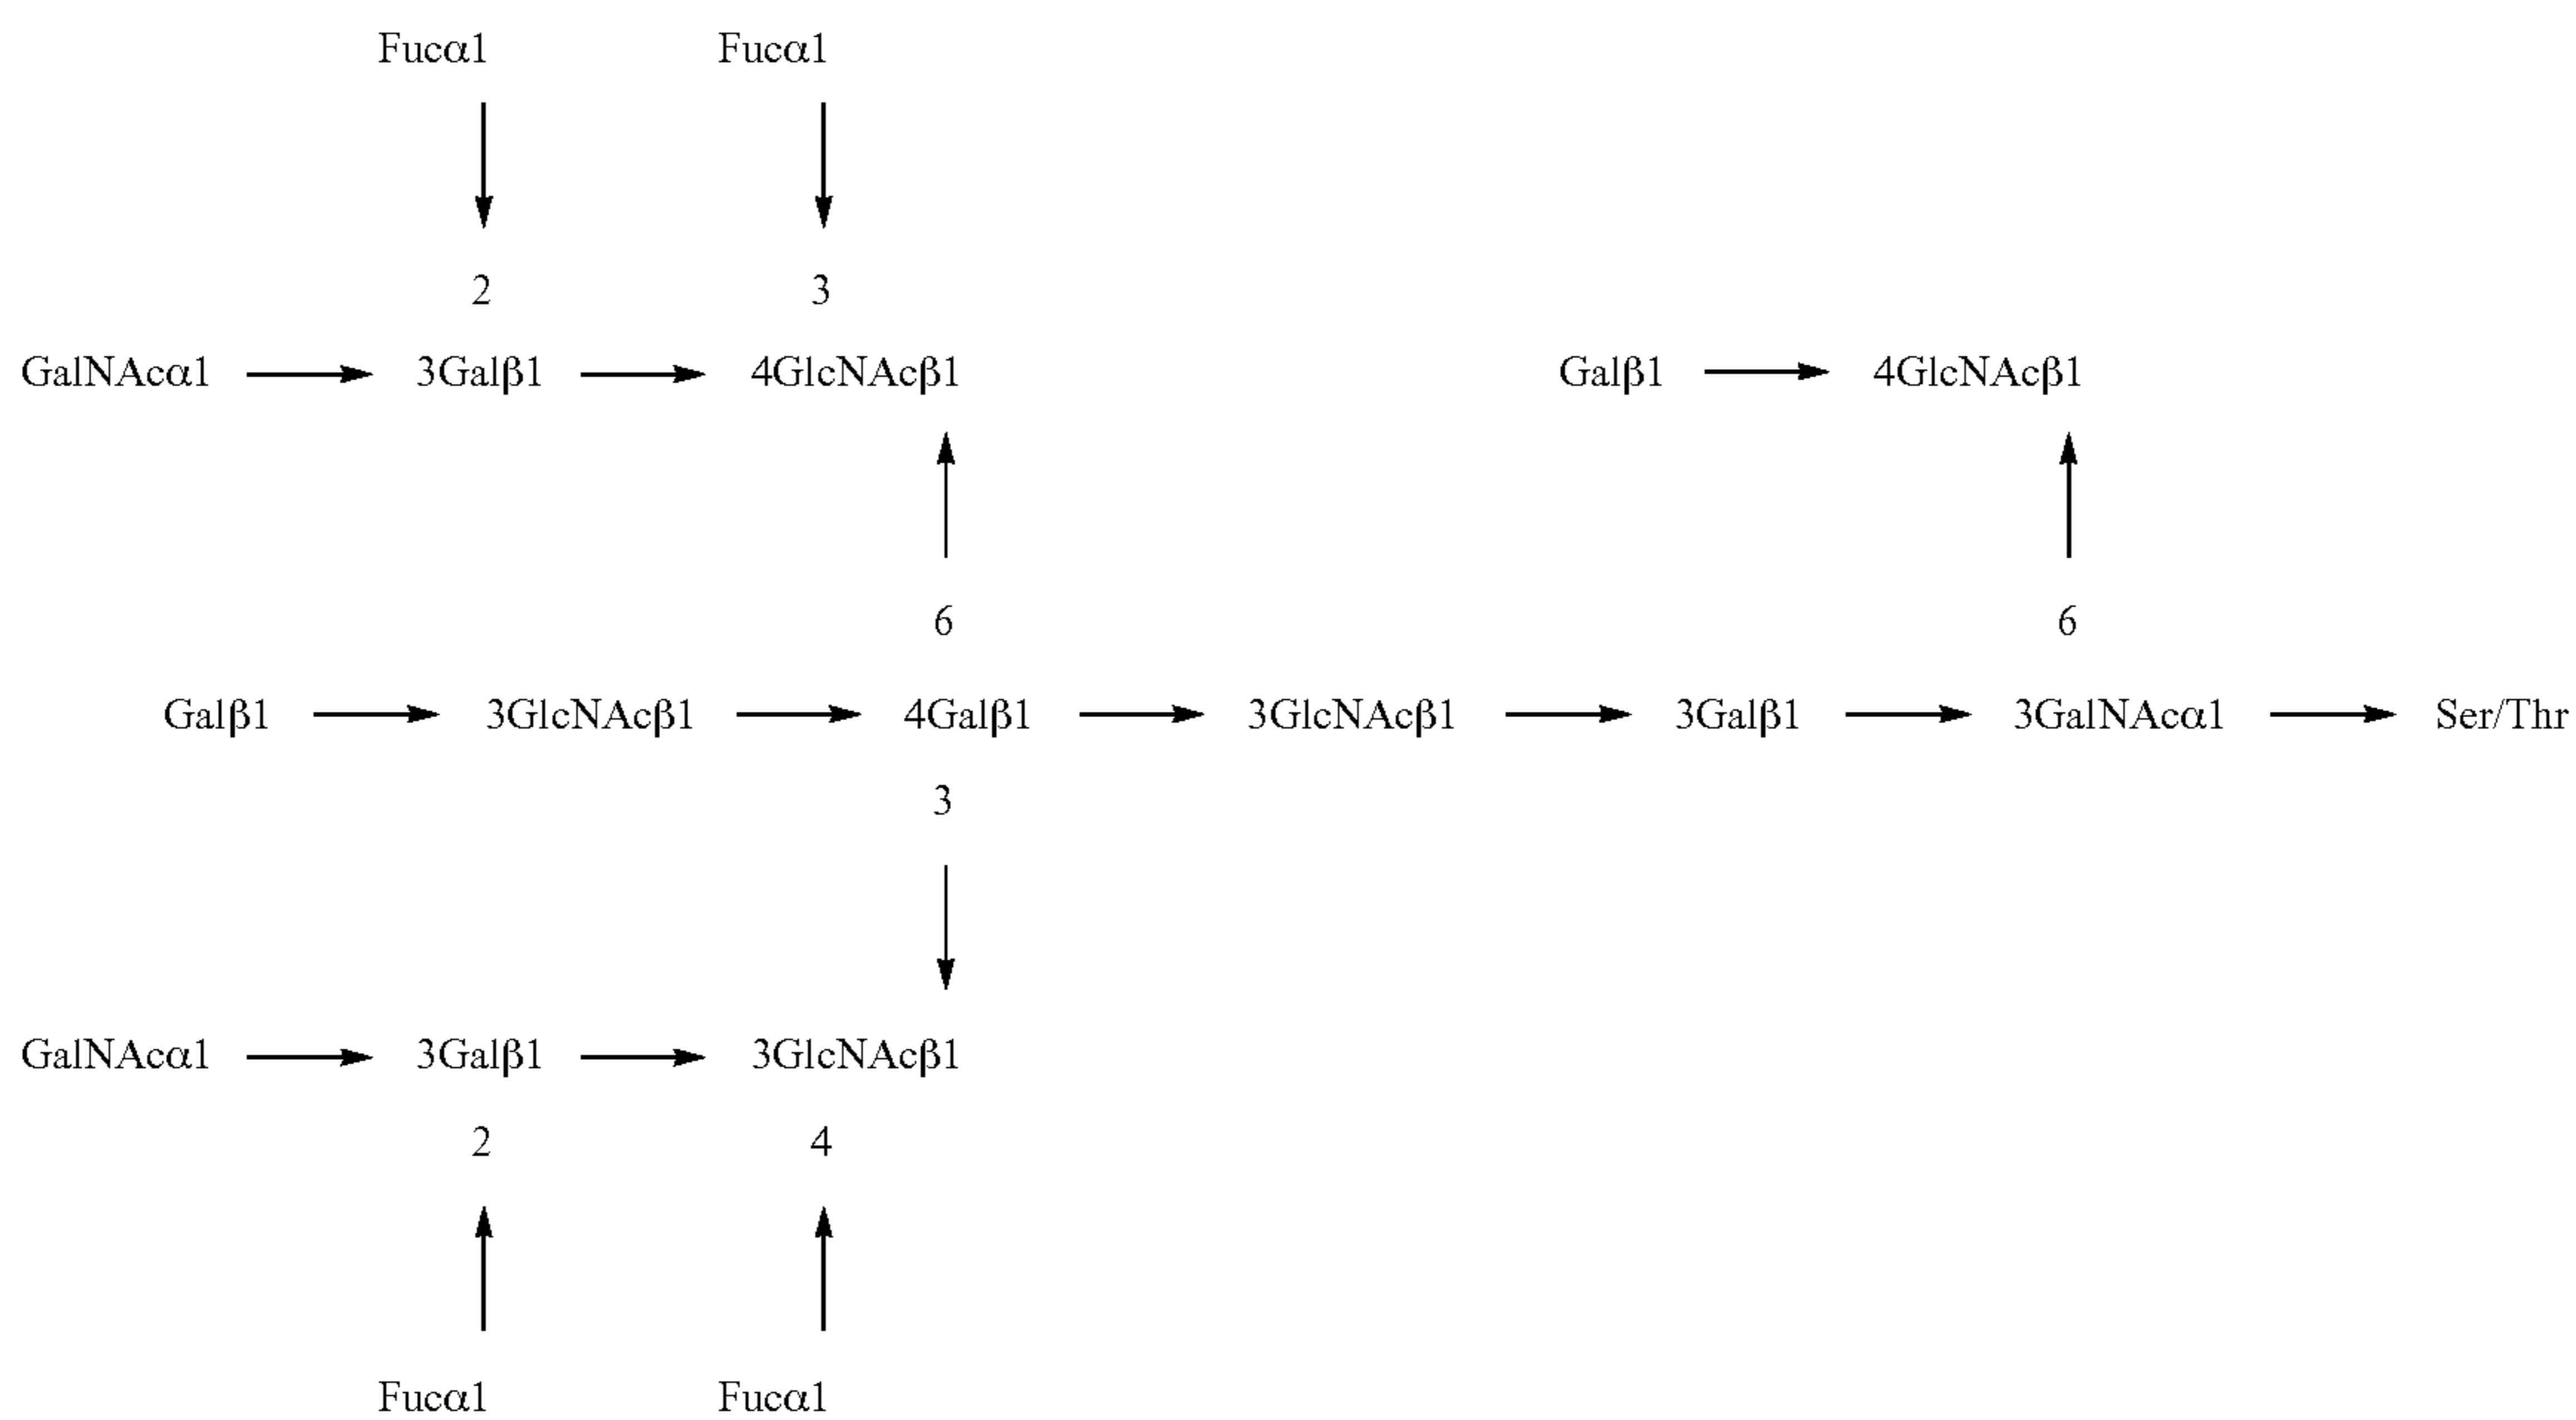 Fucα1 Fucα1
2 3
GalNAcα1 3Galβ1 4GlcNAcβ1 Galβ1 4GlcNAcβ1
6 6
Galβ1 3GlcNAcβ1 4Galβ1 3GlcNAcβ1 3Galβ1 3GalNAcα1 Ser/Thr
3
GalNAcα1 3Galβ1 3GlcNAcβ1
2 4
Fucα1 Fucα1